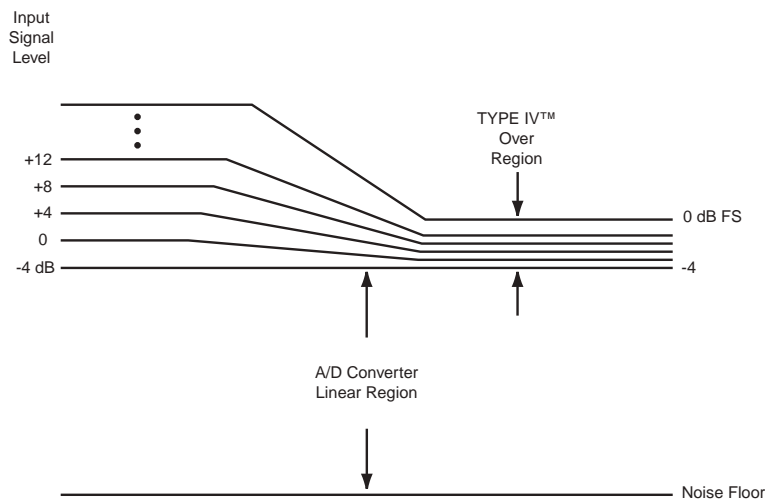 Input
Signal
Level
TYPE IV™
Over
Region
+12
+8
+4
0
-4 dB
0 dB FS
-4
A/D Converter
Linear Region
Noise Floor